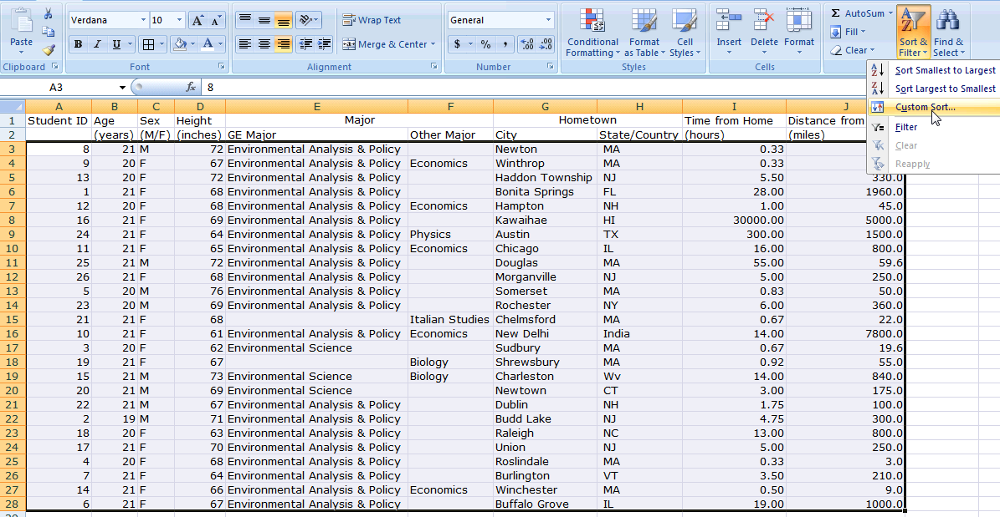 Verdana 10 A A Wrap Text General Σ AutoSum
Paste B I U A Merge & Center $ % , .0 .00 .00 .0 Conditional Formatting Format as Table Cell Styles Insert Delete Format Fill Clear Sort & Filter Find & Select
Clipboard Font Alignment Number Styles Cells
A3 fx 8
Sort Smallest to Largest
Sort Largest to Smallest
Custom Sort...
Filter
Clear
Reapply
A B C D E F G H I J
1 Student ID Age Sex Height Major Hometown Time from Home Distance from
2 (years) (M/F) (inches) GE Major Other Major City State/Country (hours) (miles)
3 8 21 M 72 Environmental Analysis & Policy Newton MA 0.33
4 9 20 F 67 Environmental Analysis & Policy Economics Winthrop MA 0.33
5 13 20 F 72 Environmental Analysis & Policy Haddon Township NJ 5.50 330.0
6 1 21 F 68 Environmental Analysis & Policy Bonita Springs FL 28.00 1960.0
7 12 20 F 68 Environmental Analysis & Policy Economics Hampton NH 1.00 45.0
8 16 21 F 69 Environmental Analysis & Policy Kawaihae HI 30000.00 5000.0
9 24 21 F 64 Environmental Analysis & Policy Physics Austin TX 300.00 1500.0
10 11 21 F 65 Environmental Analysis & Policy Economics Chicago IL 16.00 800.0
11 25 21 M 72 Environmental Analysis & Policy Douglas MA 55.00 59.6
12 26 21 F 68 Environmental Analysis & Policy Morganville NJ 5.00 250.0
13 5 20 M 76 Environmental Analysis & Policy Somerset MA 0.83 50.0
14 23 20 M 69 Environmental Analysis & Policy Rochester NY 6.00 360.0
15 21 21 F 68 Italian Studies Chelmsford MA 0.67 22.0
16 10 21 F 61 Environmental Analysis & Policy Economics New Delhi India 14.00 7800.0
17 3 20 F 62 Environmental Science Sudbury MA 0.67 19.6
18 19 21 F 67 Biology Shrewsbury MA 0.92 55.0
19 15 21 M 73 Environmental Science Biology Charleston Wv 14.00 840.0
20 20 21 M 69 Environmental Science Newtown CT 3.00 175.0
21 22 21 M 67 Environmental Analysis & Policy Dublin NH 1.75 100.0
22 2 19 M 71 Environmental Analysis & Policy Budd Lake NJ 4.75 300.0
23 18 20 F 63 Environmental Analysis & Policy Raleigh NC 13.00 800.0
24 17 21 F 70 Environmental Analysis & Policy Union NJ 5.00 250.0
25 4 20 F 68 Environmental Analysis & Policy Roslindale MA 0.33 3.0
26 7 21 F 64 Environmental Analysis & Policy Burlington VT 3.50 210.0
27 14 21 F 66 Environmental Analysis & Policy Economics Winchester MA 0.50 9.0
28 6 21 F 67 Environmental Analysis & Policy Buffalo Grove IL 19.00 1000.0